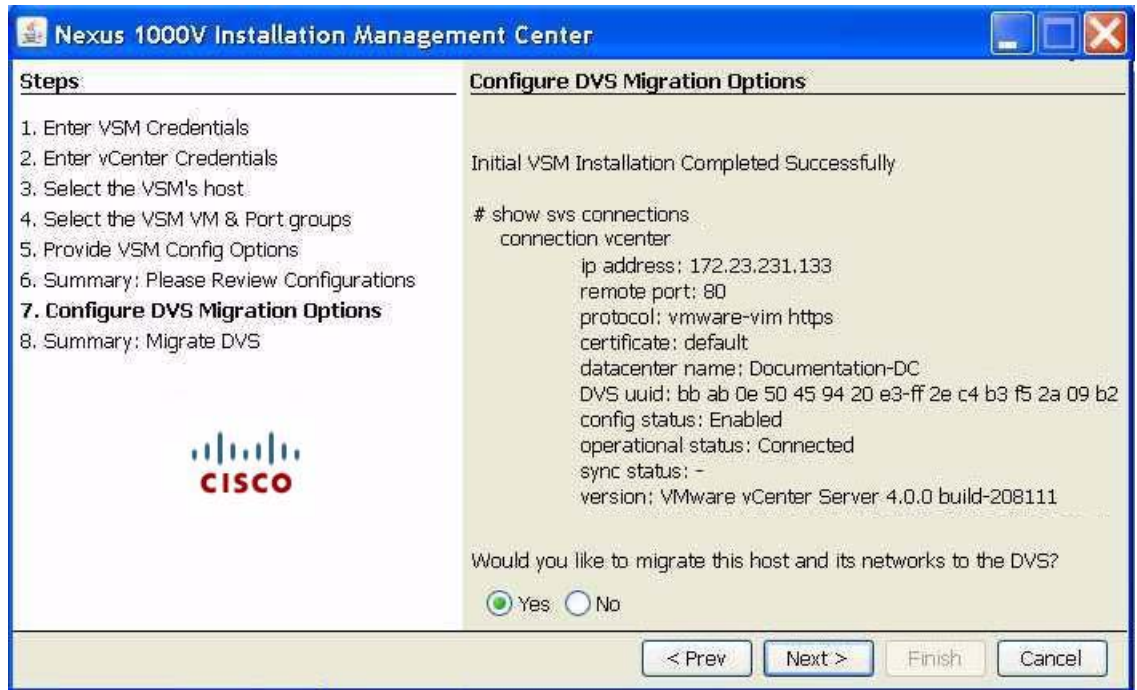 Nexus 1000V Installation Management Center
Steps
1. Enter VSM Credentials
2. Enter vCenter Credentials
3. Select the VSM's host
4. Select the VSM VM & Port groups
5. Provide VSM Config Options
6. Summary: Please Review Configurations
7. Configure DVS Migration Options
8. Summary: Migrate DVS
CISCO
Configure DVS Migration Options
Initial VSM Installation Completed Successfully
# show svs connections
connection vcenter
ip address: 172.23.231.133
remote port: 80
protocol: vmware-vim https
certificate: default
datacenter name: Documentation-DC
DVS uuid: bb ab 0e 50 45 94 20 e3-ff 2e c4 b3 f5 2a 09 b2
config status: Enabled
operational status: Connected
sync status: -
version: VMware vCenter Server 4.0.0 build-208111
Would you like to migrate this host and its networks to the DVS?
Yes No
< Prev Next > Finish Cancel